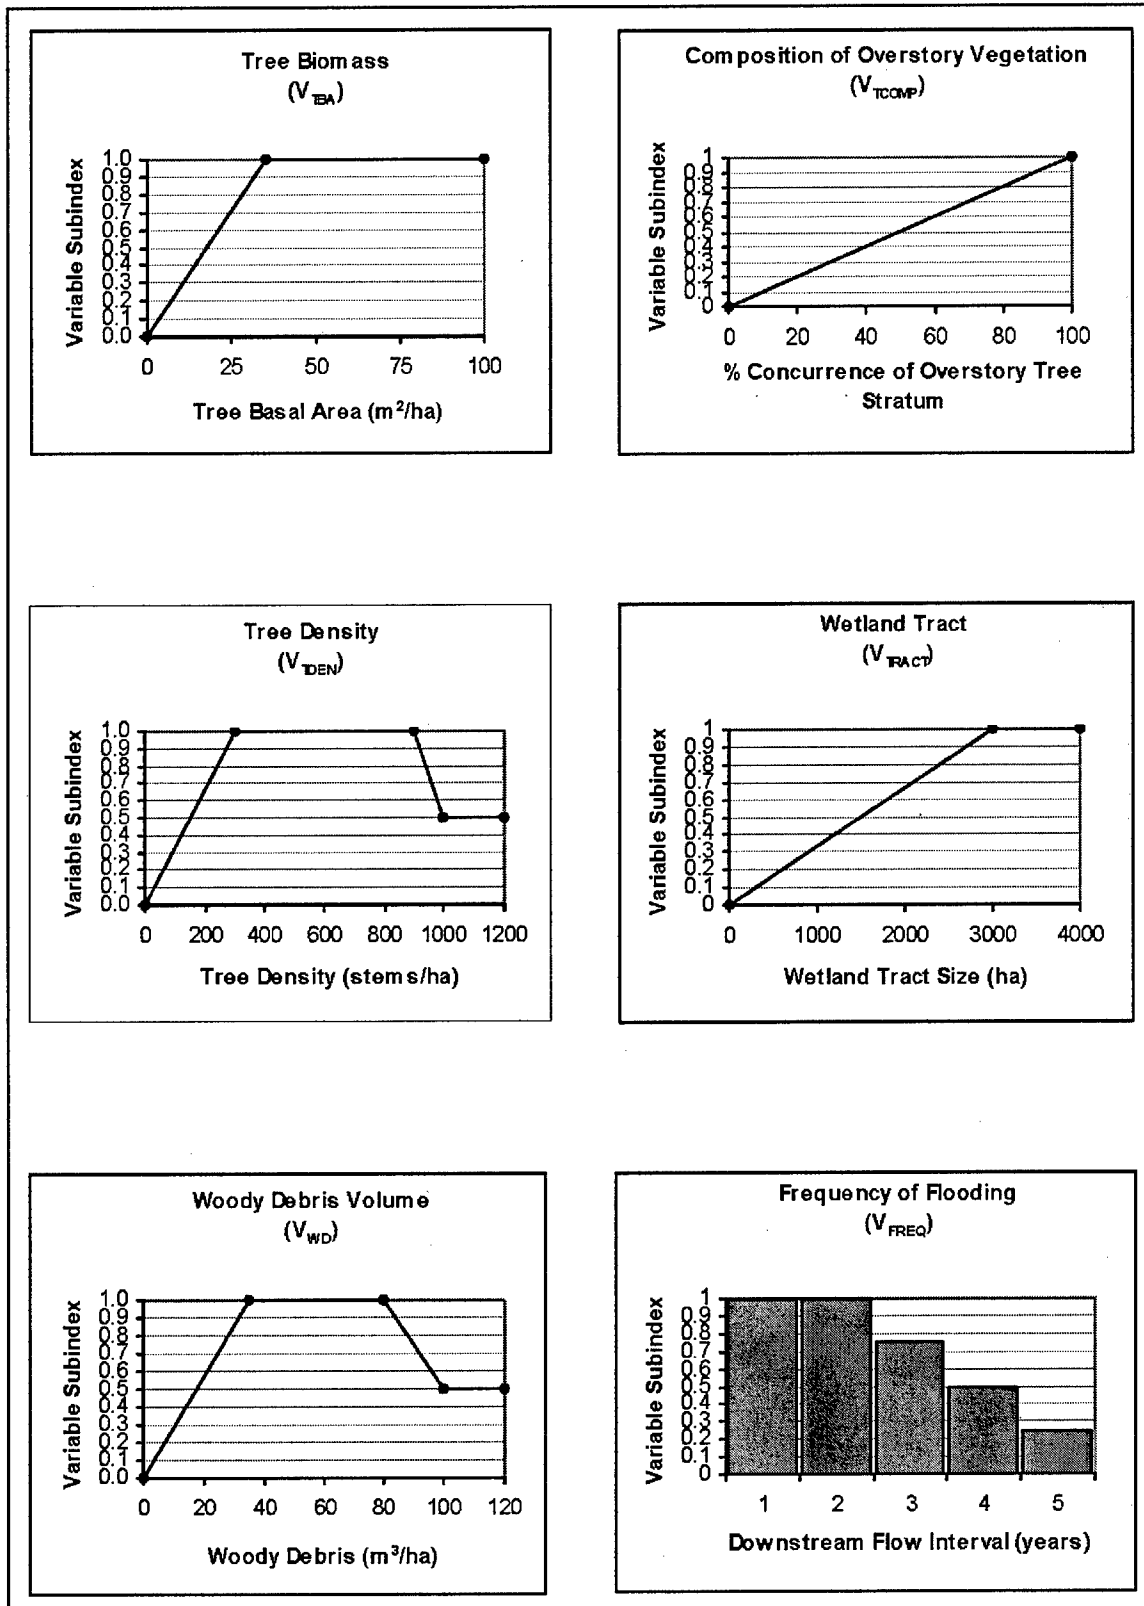 Tree Biomass
(V_TBA)
Variable Subindex
1.0
0.9
0.8
0.7
0.6
0.5
0.4
0.3
0.2
0.1
0.0
0 25 50 75 100
Tree Basal Area (m²/ha)
Composition of Overstory Vegetation
(V_TCOMP)
Variable Subindex
1
0.9
0.8
0.7
0.6
0.5
0.4
0.3
0.2
0.1
0
0 20 40 60 80 100
% Concurrence of Overstory Tree
Stratum
Tree Density
(V_TDEN)
Variable Subindex
1.0
0.9
0.8
0.7
0.6
0.5
0.4
0.3
0.2
0.1
0.0
0 200 400 600 800 1000 1200
Tree Density (stems/ha)
Wetland Tract
(V_TRACT)
Variable Subindex
1
0.9
0.8
0.7
0.6
0.5
0.4
0.3
0.2
0.1
0
0 1000 2000 3000 4000
Wetland Tract Size (ha)
Woody Debris Volume
(V_WD)
Variable Subindex
1.0
0.9
0.8
0.7
0.6
0.5
0.4
0.3
0.2
0.1
0.0
0 20 40 60 80 100 120
Woody Debris (m³/ha)
Frequency of Flooding
(V_FREQ)
Variable Subindex
1
0.9
0.8
0.7
0.6
0.5
0.4
0.3
0.2
0.1
0
1 2 3 4 5
Downstream Flow Interval (years)